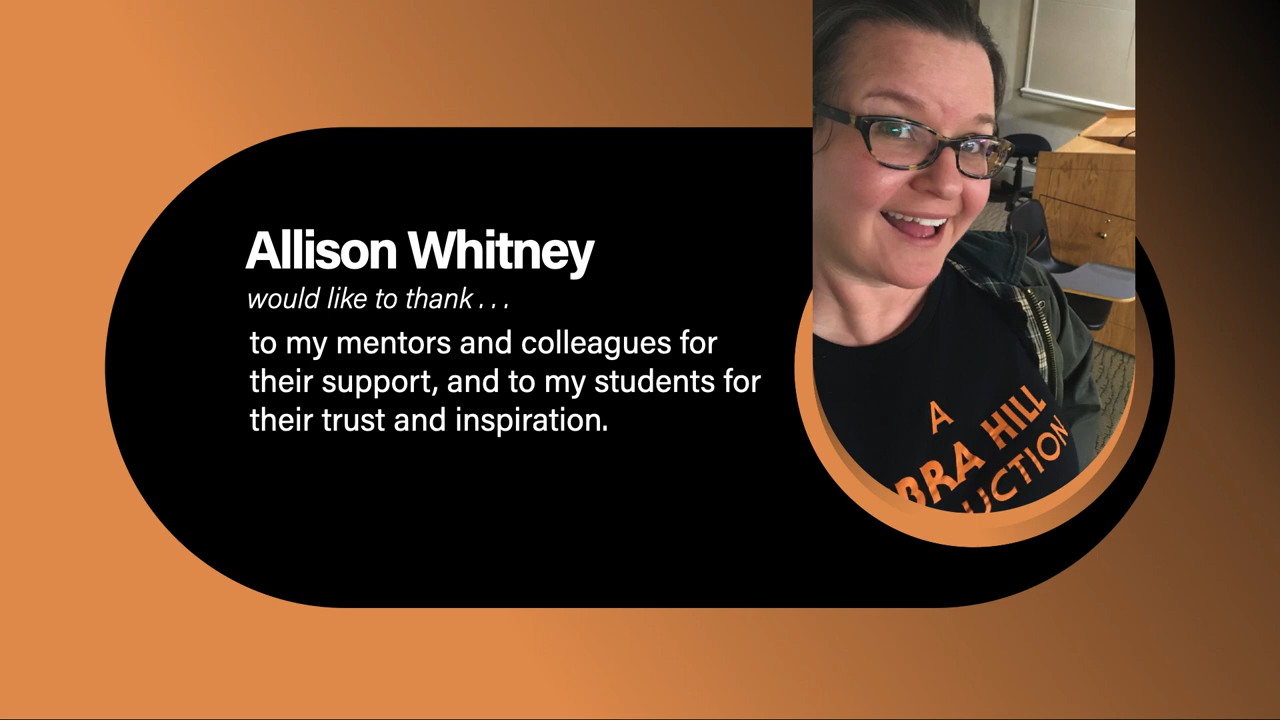 Allison Whitney
would like to thank . . .
to my mentors and colleagues for
their support, and to my students for
their trust and inspiration.
A
BRA HILL
UCTION